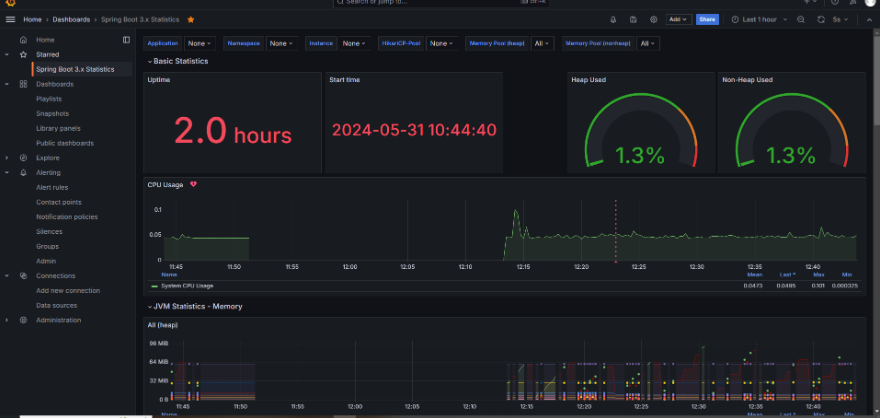 Search or jump to...
Home › Dashboards › Spring Boot 3.x Statistics
Add
Share
Last 1 hour
5s
Home
Starred
Spring Boot 3.x Statistics
Dashboards
Playlists
Snapshots
Library panels
Public dashboards
Explore
Alerting
Alert rules
Contact points
Notification policies
Silences
Groups
Admin
Connections
Add new connection
Data sources
Administration
Application None Namespace None Instance None HikariCP-Pool None Memory Pool (heap) All Memory Pool (nonheap) All
Basic Statistics
Uptime
2.0 hours
Start time
2024-05-31 10:44:40
Heap Used
1.3%
Non-Heap Used
1.3%
CPU Usage
0.1
0.05
0
11:45 11:50 11:55 12:00 12:05 12:10 12:15 12:20 12:25 12:30 12:35 12:40
Name Mean Last * Max Min
System CPU Usage 0.0473 0.0485 0.101 0.000325
JVM Statistics - Memory
All (heap)
96 MiB
64 MiB
32 MiB
0 B
11:45 11:50 11:55 12:00 12:05 12:10 12:15 12:20 12:25 12:30 12:35 12:40